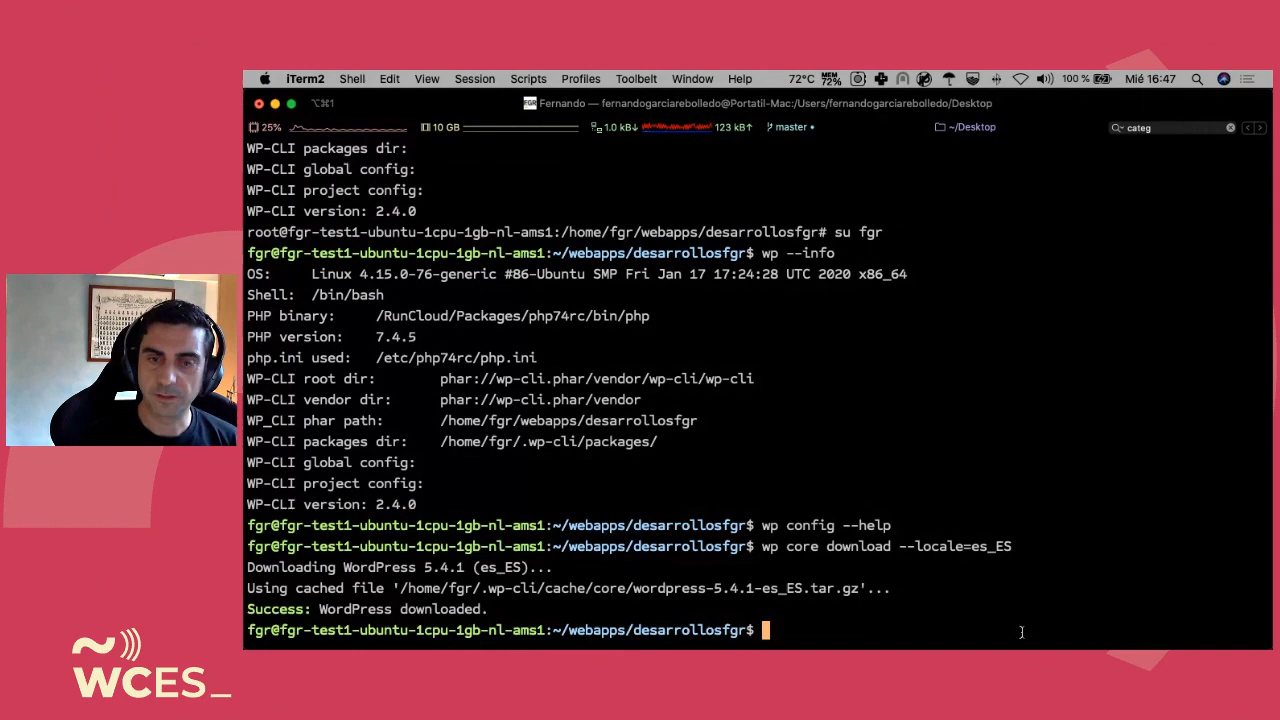 iTerm2 Shell Edit View Session Scripts Profiles Toolbelt Window Help 72°C MEM 72% 100 % Mié 16:47
⌥⌘1 FGR Fernando — fernandogarciarebolledo@Portatil-Mac:/Users/fernandogarciarebolledo/Desktop
25% 10 GB 1.0 kB↓ 123 kB↑ master • ~/Desktop categ
WP-CLI packages dir:
WP-CLI global config:
WP-CLI project config:
WP-CLI version: 2.4.0
root@fgr-test1-ubuntu-1cpu-1gb-nl-ams1:/home/fgr/webapps/desarrollosfgr# su fgr
fgr@fgr-test1-ubuntu-1cpu-1gb-nl-ams1:~/webapps/desarrollosfgr$ wp --info
OS: Linux 4.15.0-76-generic #86-Ubuntu SMP Fri Jan 17 17:24:28 UTC 2020 x86_64
Shell: /bin/bash
PHP binary: /RunCloud/Packages/php74rc/bin/php
PHP version: 7.4.5
php.ini used: /etc/php74rc/php.ini
WP-CLI root dir: phar://wp-cli.phar/vendor/wp-cli/wp-cli
WP-CLI vendor dir: phar://wp-cli.phar/vendor
WP_CLI phar path: /home/fgr/webapps/desarrollosfgr
WP-CLI packages dir: /home/fgr/.wp-cli/packages/
WP-CLI global config:
WP-CLI project config:
WP-CLI version: 2.4.0
fgr@fgr-test1-ubuntu-1cpu-1gb-nl-ams1:~/webapps/desarrollosfgr$ wp config --help
fgr@fgr-test1-ubuntu-1cpu-1gb-nl-ams1:~/webapps/desarrollosfgr$ wp core download --locale=es_ES
Downloading WordPress 5.4.1 (es_ES)...
Using cached file '/home/fgr/.wp-cli/cache/core/wordpress-5.4.1-es_ES.tar.gz'...
Success: WordPress downloaded.
fgr@fgr-test1-ubuntu-1cpu-1gb-nl-ams1:~/webapps/desarrollosfgr$
WCES_